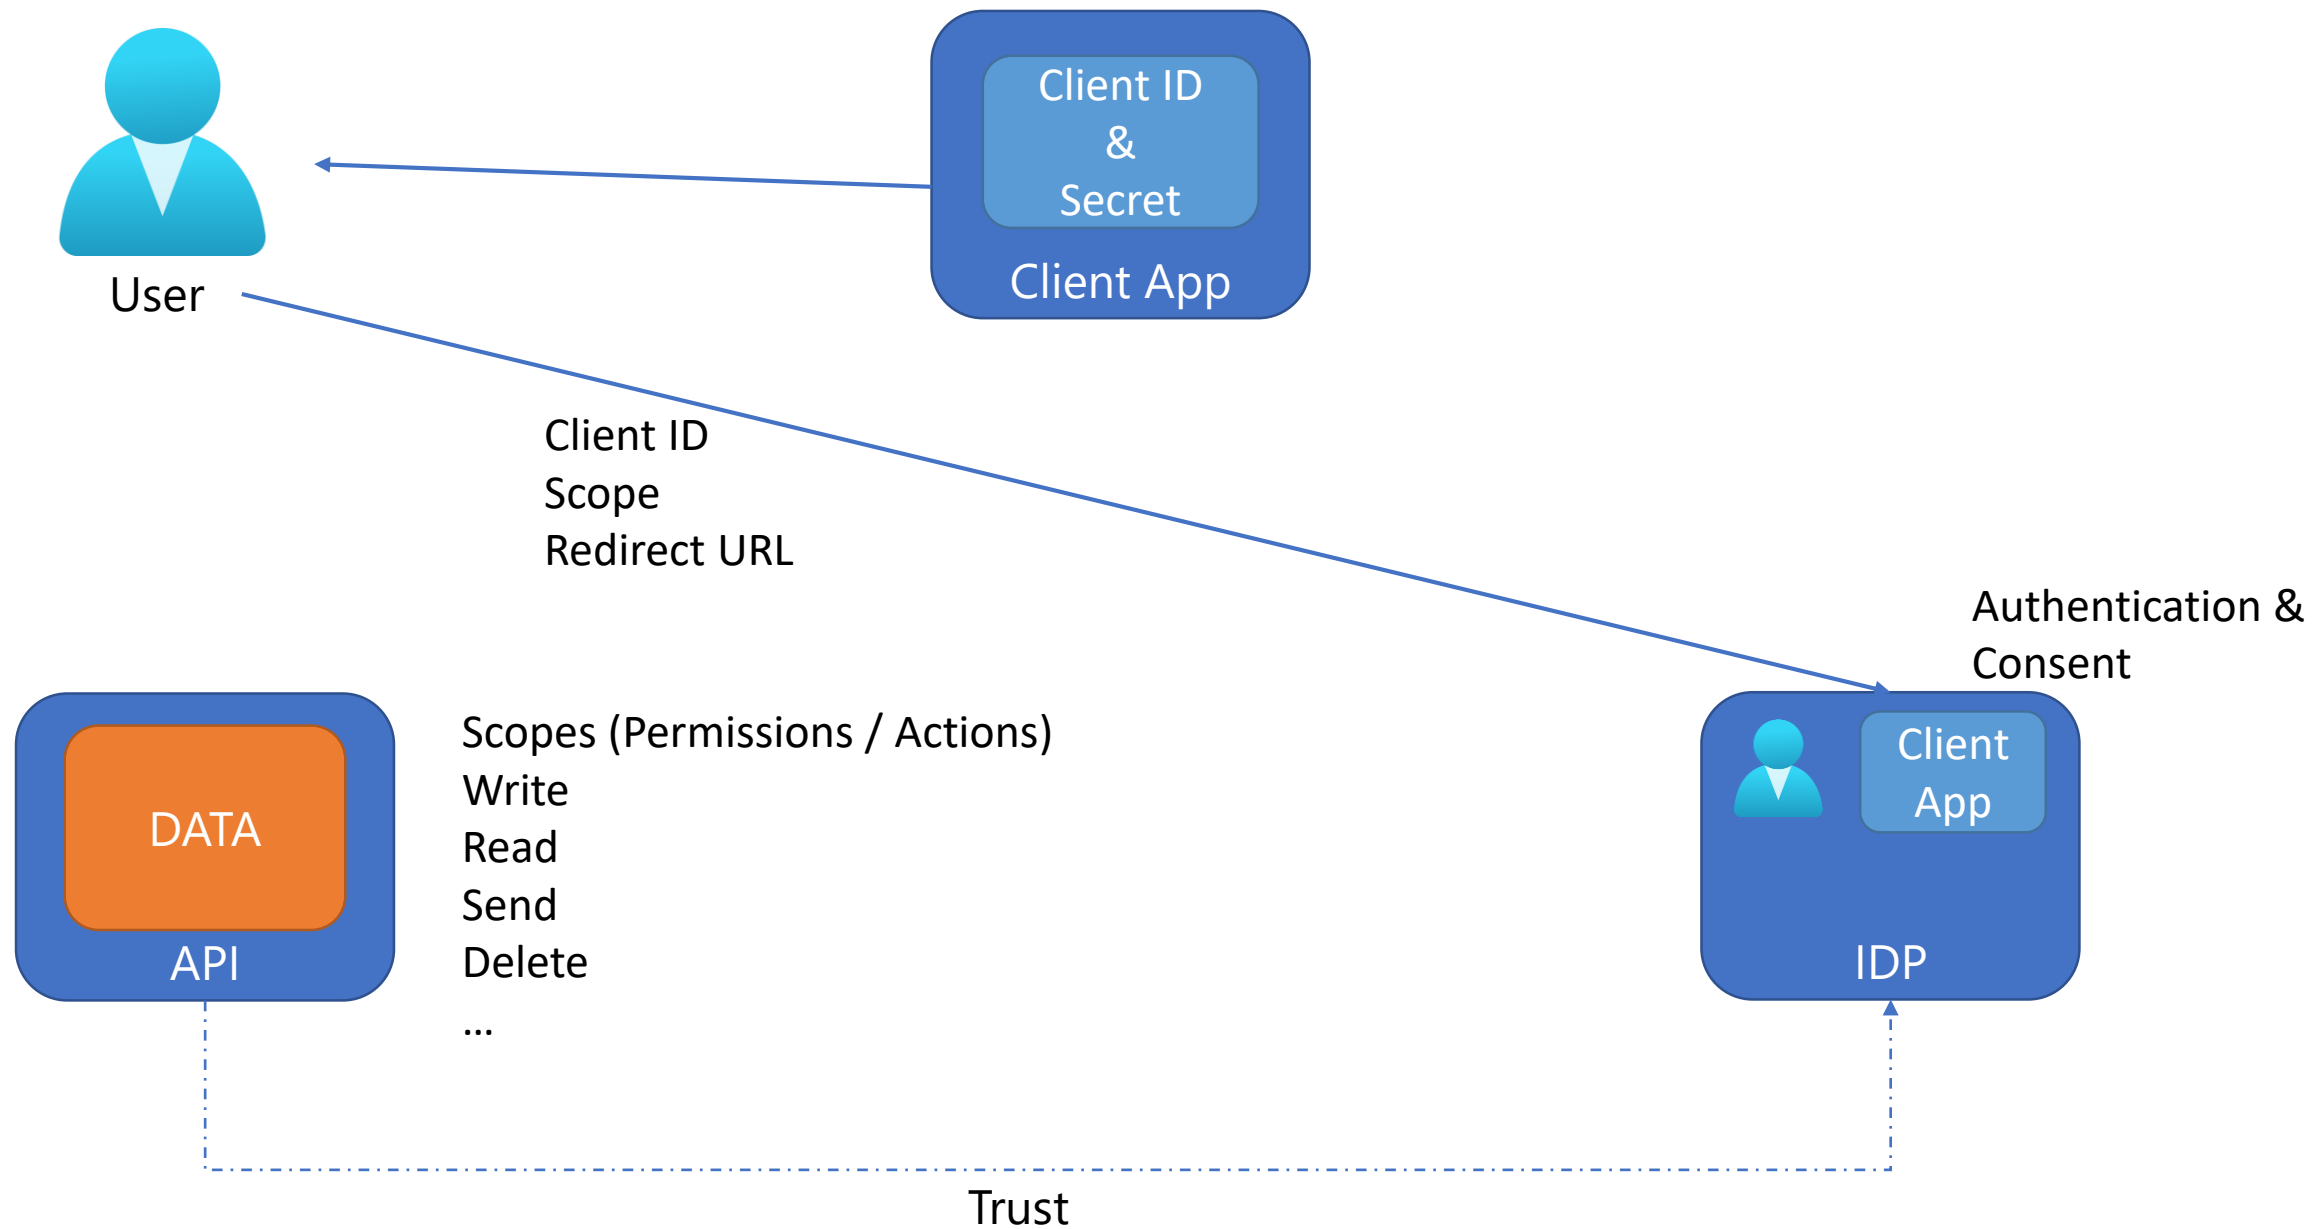 Client ID
&
Secret
Client App
User
Client ID
Scope
Redirect URL
Authentication &
Consent
Scopes (Permissions / Actions)
Write
Read
Send
Delete
...
DATA
API
Client
App
IDP
Trust